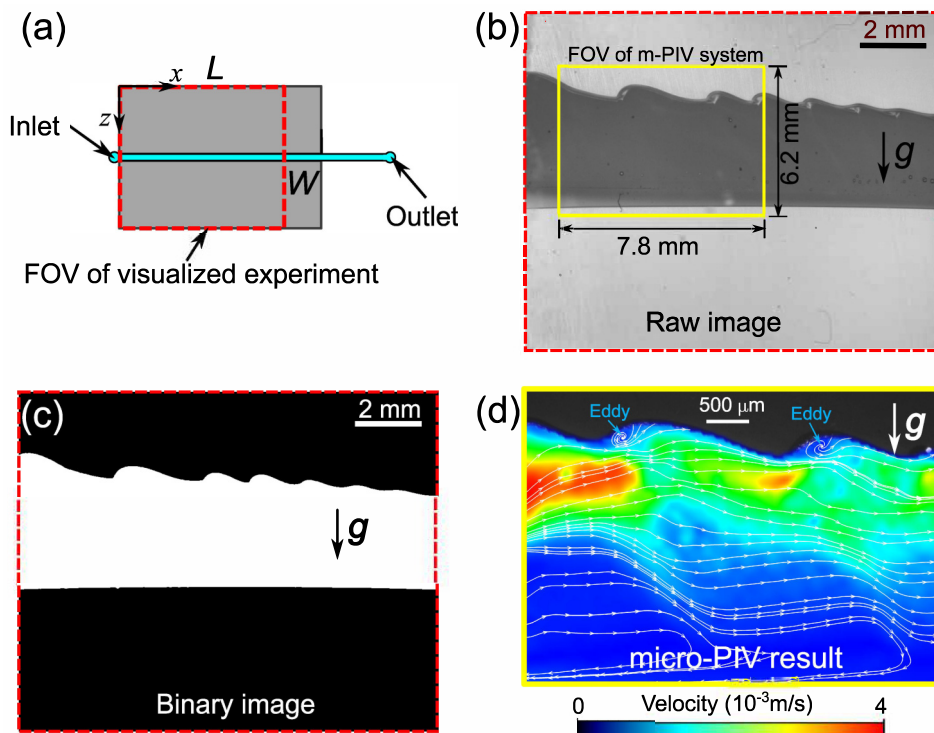 (a)
x
L
z
Inlet
W
Outlet
FOV of visualized experiment
(b)
2 mm
FOV of m-PIV system
6.2 mm
g
7.8 mm
Raw image
(c)
2 mm
g
Binary image
(d)
Eddy
500 μm
Eddy
g
micro-PIV result
0
Velocity (10-3m/s)
4